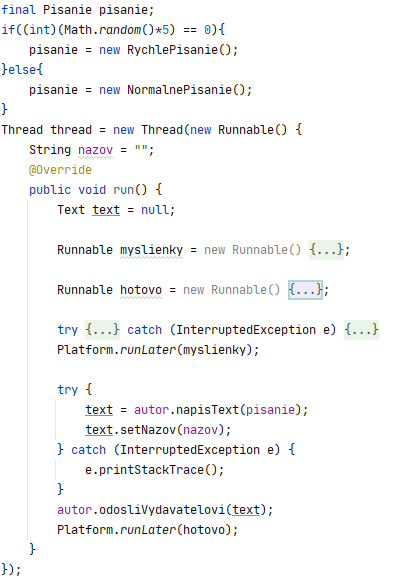 final Pisanie pisanie;
if((int)(Math.random()*5) == 0){
    pisanie = new RychlePisanie();
}else{
    pisanie = new NormalnePisanie();
}
Thread thread = new Thread(new Runnable() {
    String nazov = "";
    @Override
    public void run() {
        Text text = null;

        Runnable myslienky = new Runnable() {...};

        Runnable hotovo = new Runnable() {...};

        try {...} catch (InterruptedException e) {...}
        Platform.runLater(myslienky);

        try {
            text = autor.napisText(pisanie);
            text.setNazov(nazov);
        } catch (InterruptedException e) {
            e.printStackTrace();
        }
        autor.odosliVydavatelovi(text);
        Platform.runLater(hotovo);
    }
});